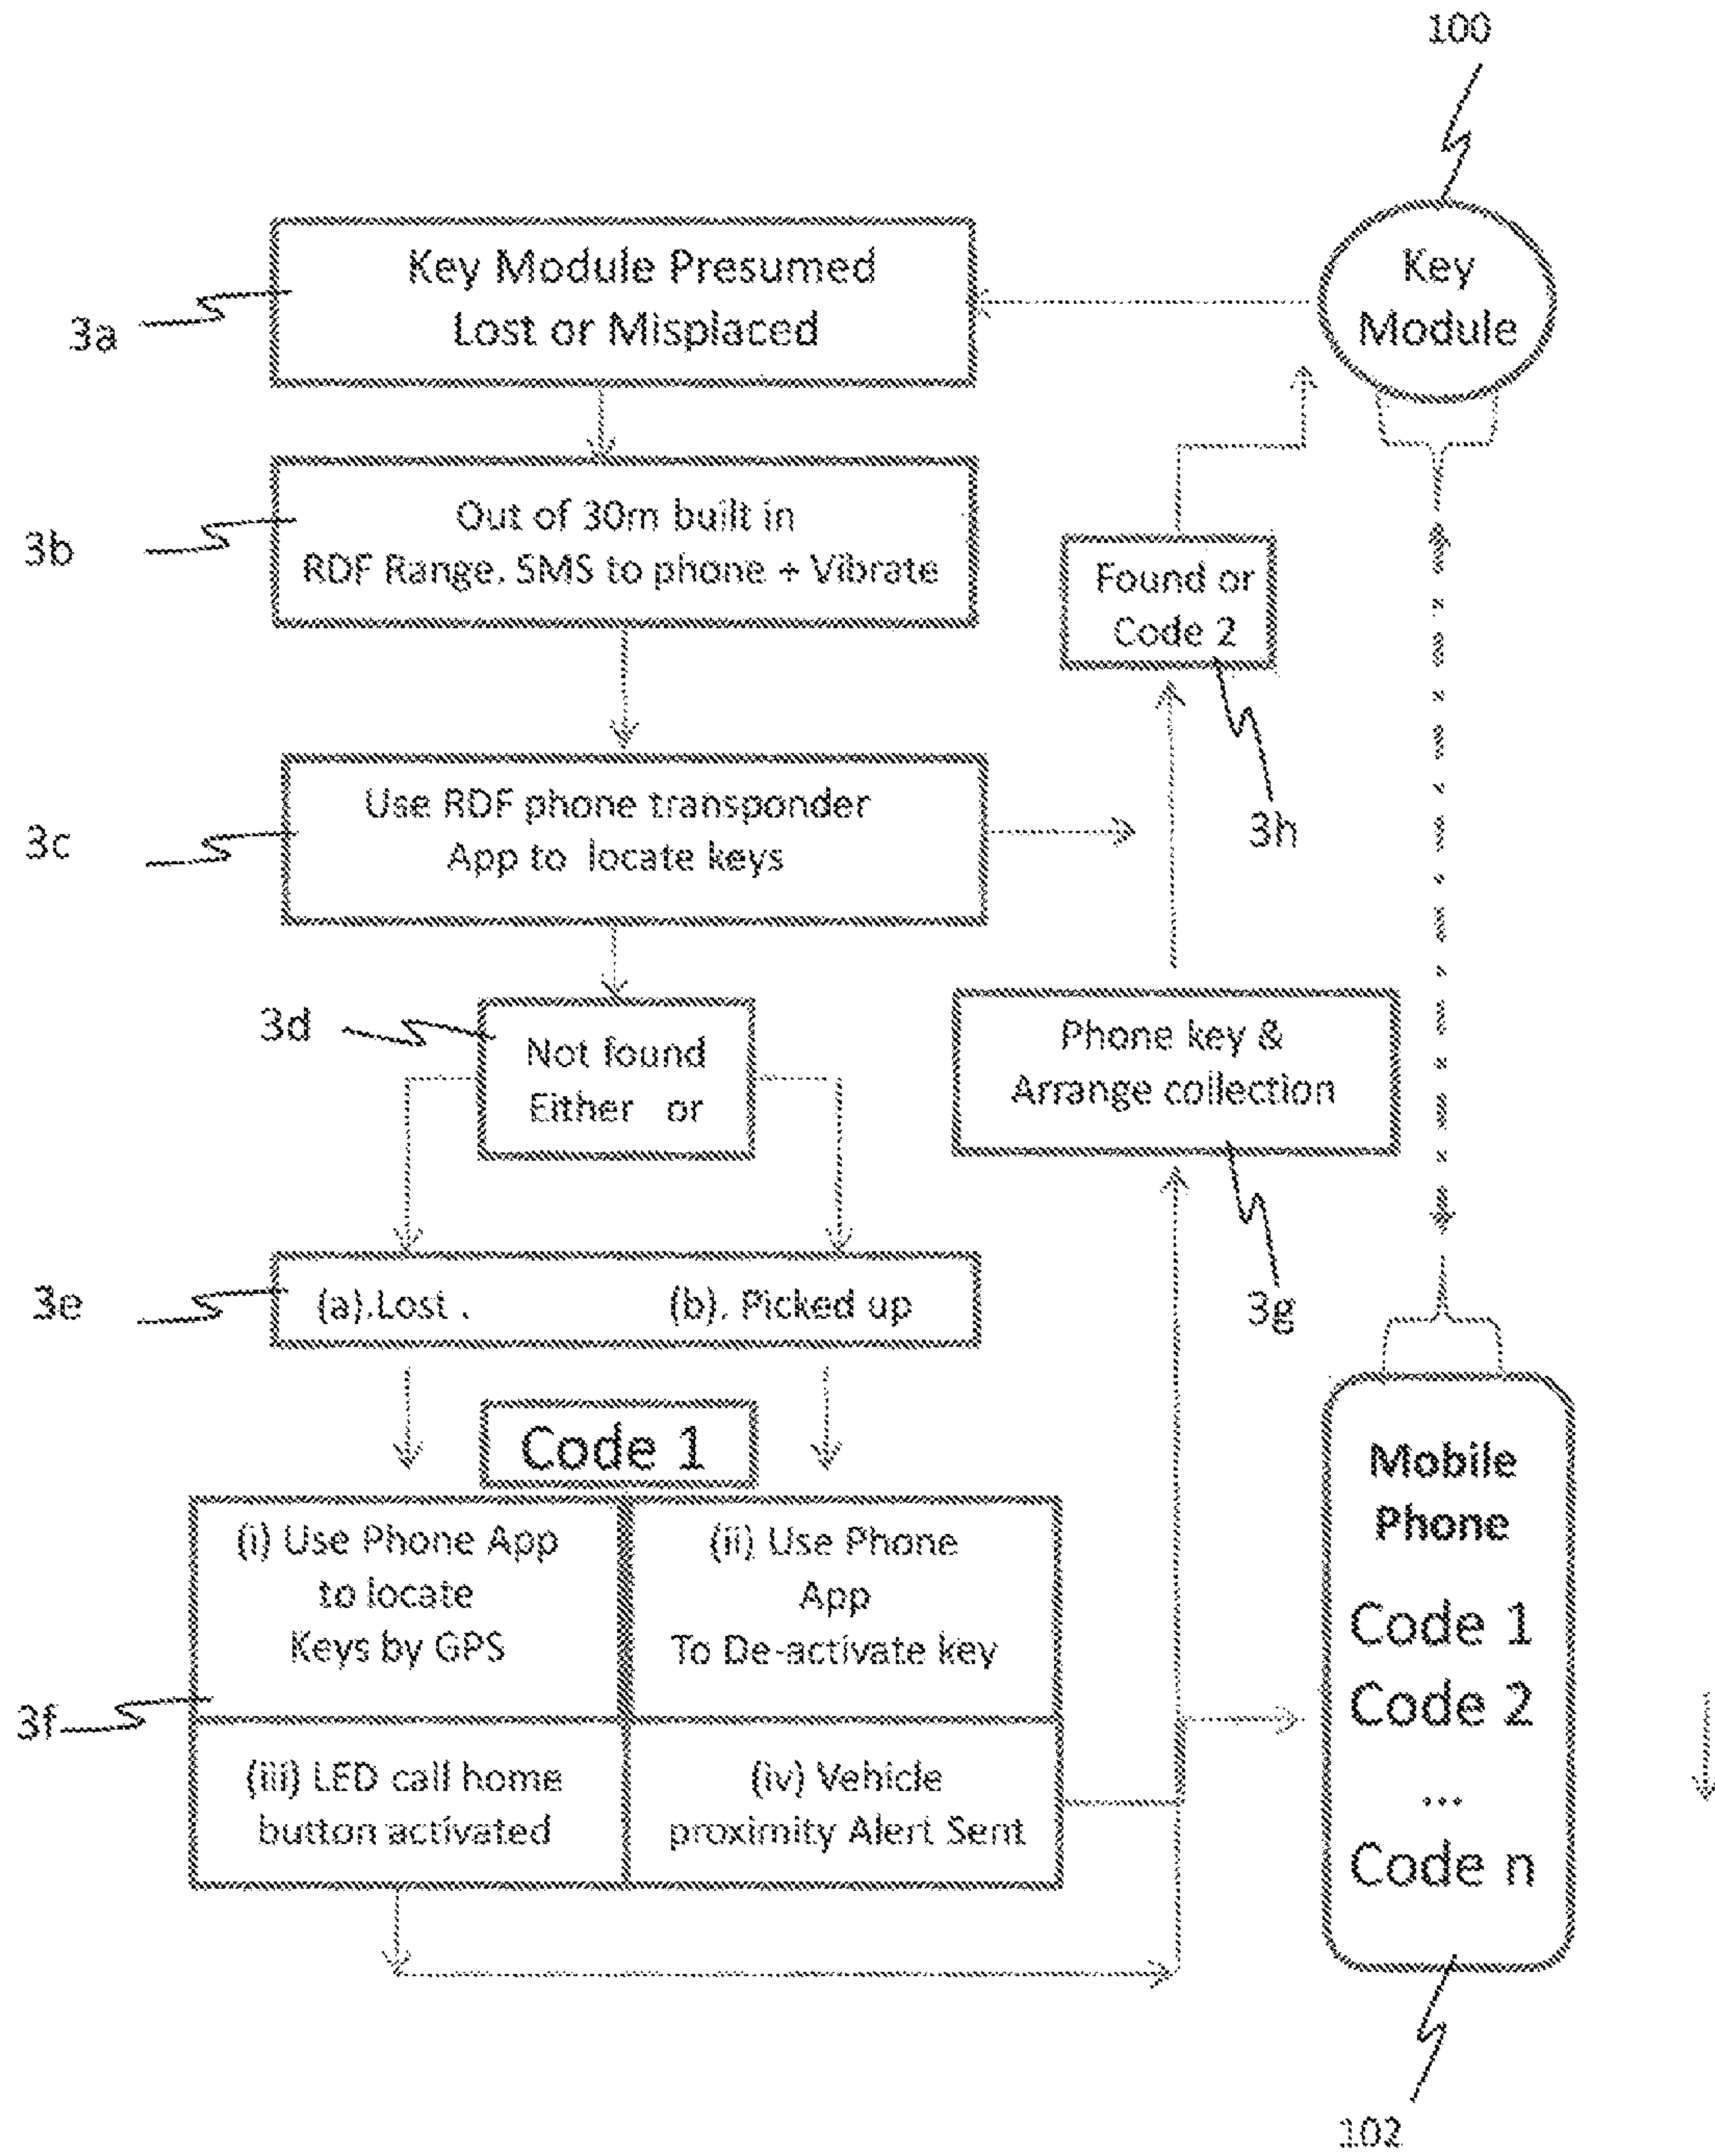 100
Key Module Presumed
Lost or Misplaced
Key
Module
3a
Out of 30m built in
RDF Range. SMS to phone + Vibrate
3b
Found or
Code 2
3h
Use RDF phone transponder
App to locate keys
3c
3d
Not found
Either or
Phone key &
Arrange collection
3g
3e
(a).Lost .
(b). Picked up
Code 1
(i) Use Phone App
to locate
Keys by GPS
(ii) Use Phone
App
To De-activate key
3f
(iii) LED call home
button activated
(iv) Vehicle
proximity Alert Sent
Mobile
Phone
Code 1
Code 2
...
Code n
102